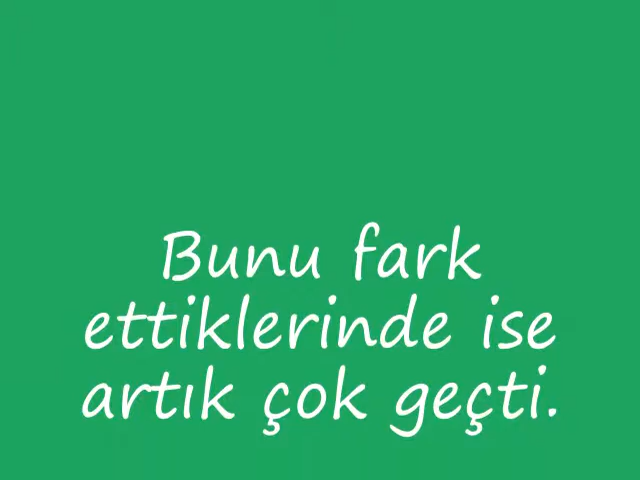 Bunu fark
ettiklerinde ise
artık çok geçti.